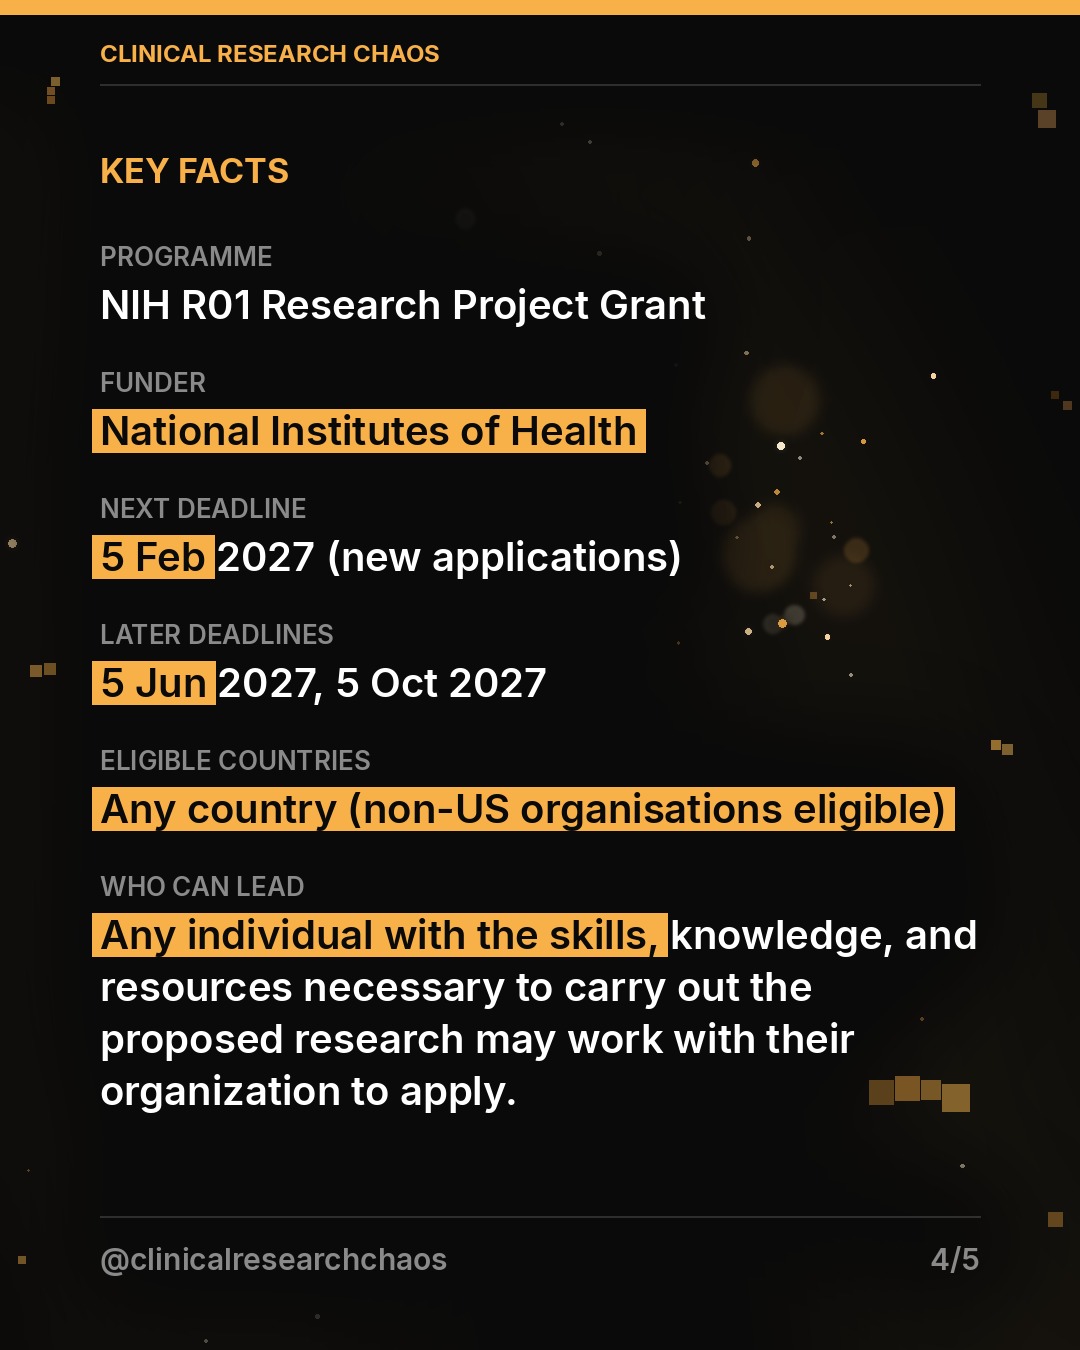 CLINICAL RESEARCH CHAOS
KEY FACTS
PROGRAMME
NIH R01 Research Project Grant
FUNDER
National Institutes of Health
NEXT DEADLINE
5 Feb 2027 (new applications)
LATER DEADLINES
5 Jun 2027, 5 Oct 2027
ELIGIBLE COUNTRIES
Any country (non-US organisations eligible)
WHO CAN LEAD
Any individual with the skills, knowledge, and
resources necessary to carry out the
proposed research may work with their
organization to apply.
@clinicalresearchchaos
4/5